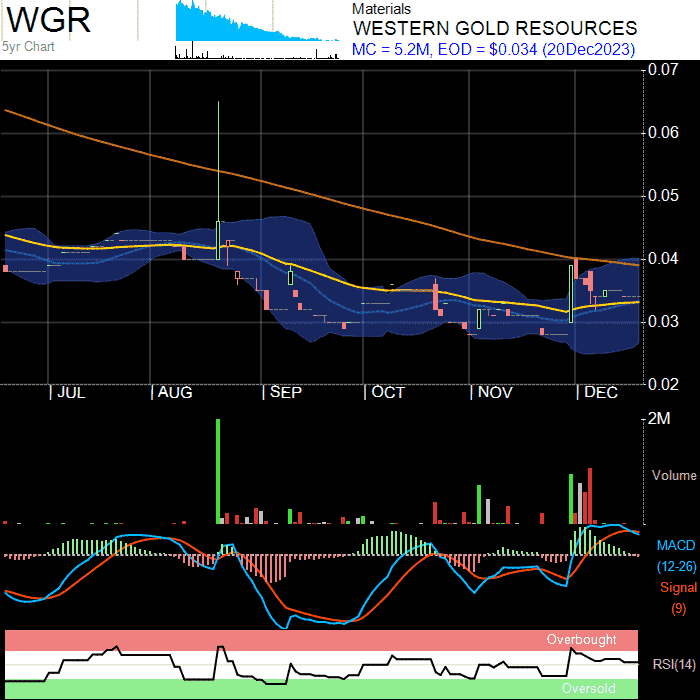 WGR
5yr Chart
Materials
WESTERN GOLD RESOURCES
MC = 5.2M, EOD = $0.034 (20Dec2023)
0.07
0.06
0.05
0.04
0.03
0.02
| JUL | AUG | SEP | OCT | NOV | DEC
2M
Volume
MACD
(12-26)
Signal
(9)
Overbought
RSI(14)
Oversold